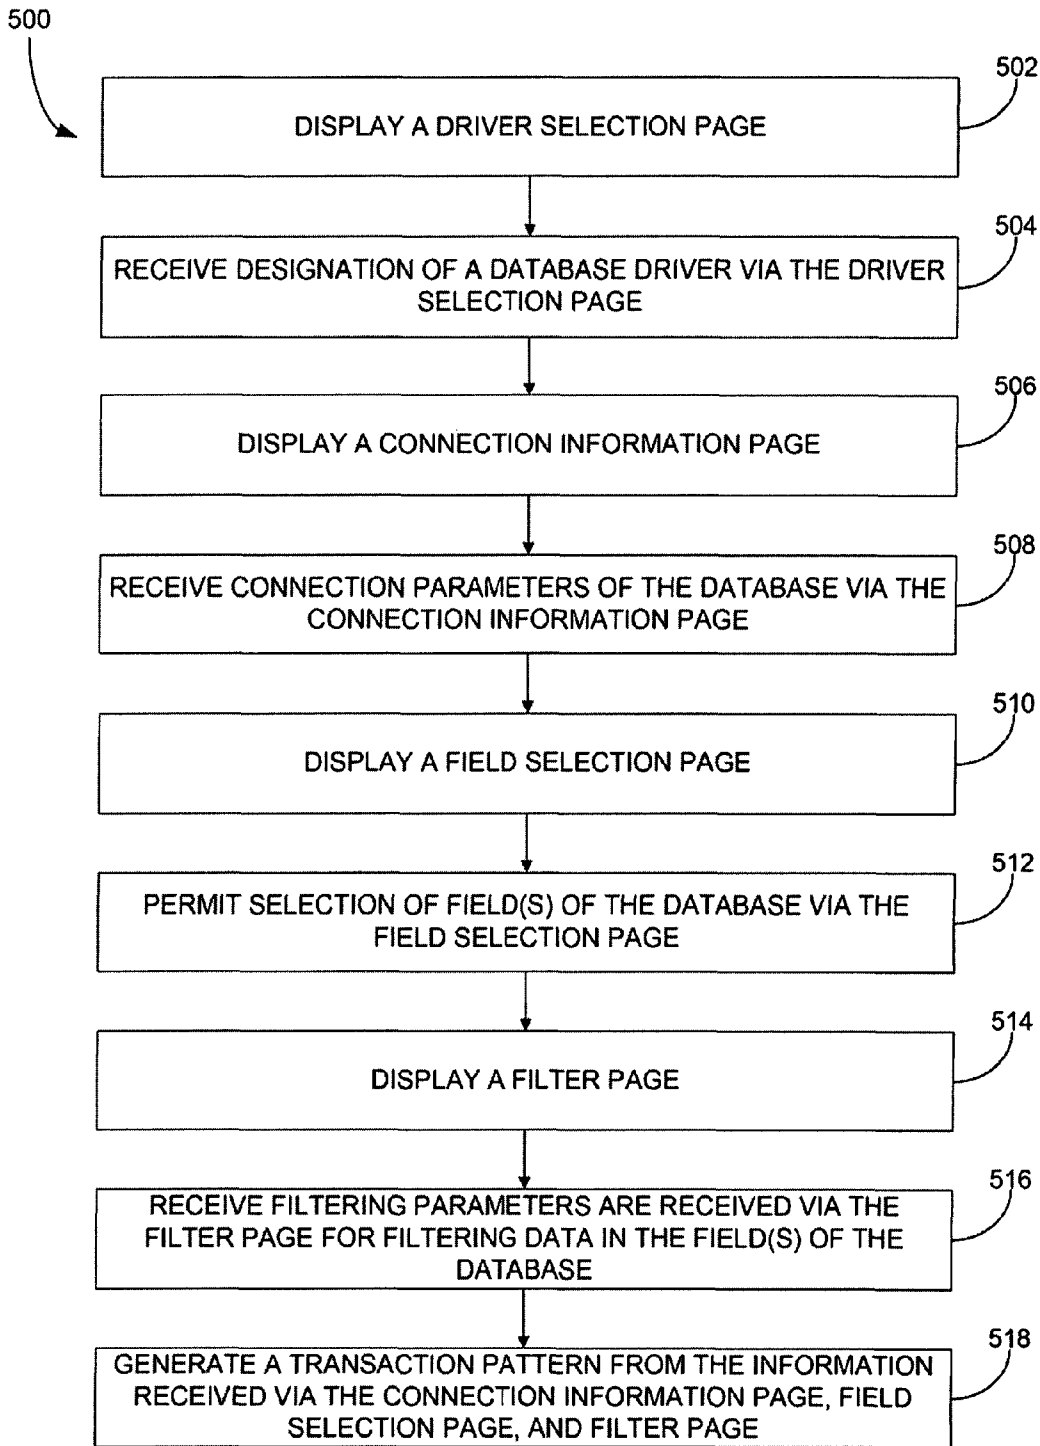 500
502
DISPLAY A DRIVER SELECTION PAGE
504
RECEIVE DESIGNATION OF A DATABASE DRIVER VIA THE DRIVER
SELECTION PAGE
506
DISPLAY A CONNECTION INFORMATION PAGE
508
RECEIVE CONNECTION PARAMETERS OF THE DATABASE VIA THE
CONNECTION INFORMATION PAGE
510
DISPLAY A FIELD SELECTION PAGE
512
PERMIT SELECTION OF FIELD(S) OF THE DATABASE VIA THE
FIELD SELECTION PAGE
514
DISPLAY A FILTER PAGE
516
RECEIVE FILTERING PARAMETERS ARE RECEIVED VIA THE
FILTER PAGE FOR FILTERING DATA IN THE FIELD(S) OF THE
DATABASE
518
GENERATE A TRANSACTION PATTERN FROM THE INFORMATION
RECEIVED VIA THE CONNECTION INFORMATION PAGE, FIELD
SELECTION PAGE, AND FILTER PAGE